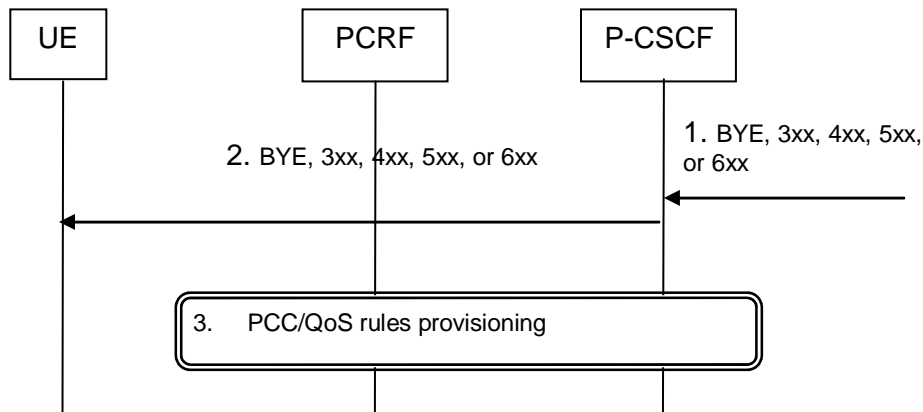 UE
PCRF
P-CSCF
1. BYE, 3xx, 4xx, 5xx,
or 6xx
2. BYE, 3xx, 4xx, 5xx, or 6xx
3. PCC/QoS rules provisioning